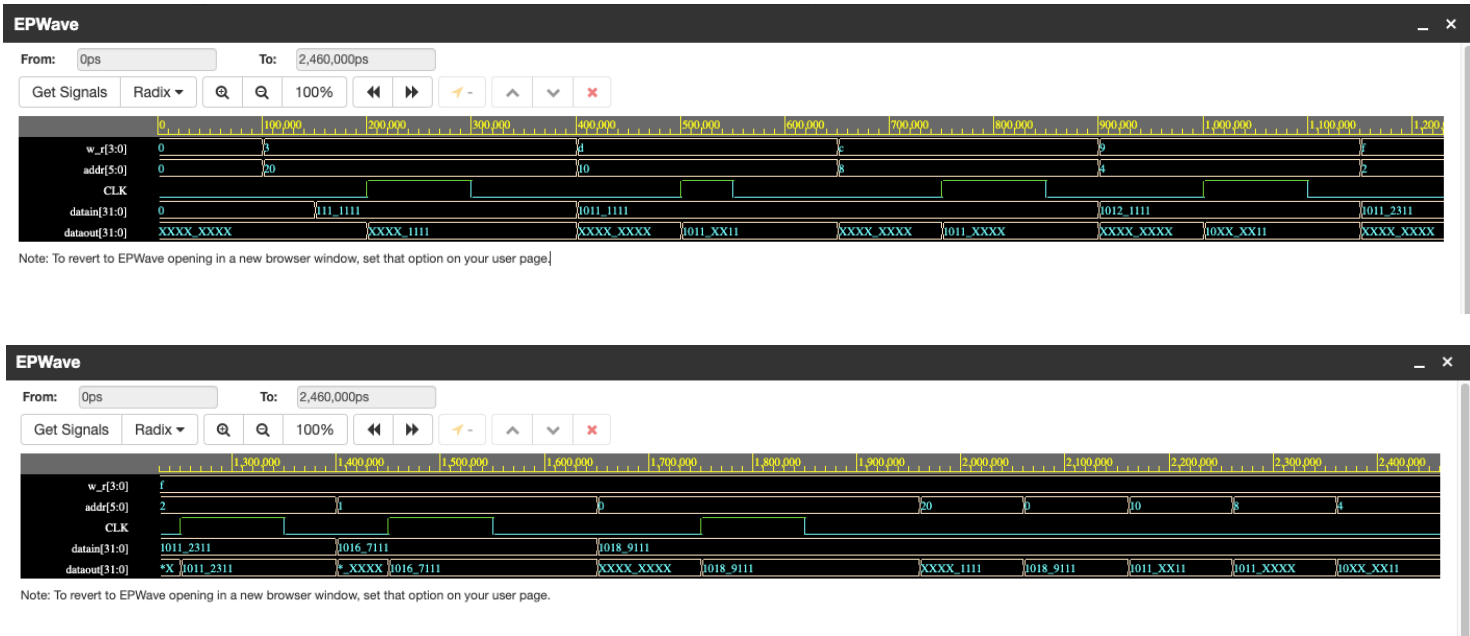 EPWave
From: 0ps To: 2,460,000ps
Get Signals Radix 100%
0 100,000 200,000 300,000 400,000 500,000 600,000 700,000 800,000 900,000 1,000,000 1,100,000 1,200,
w_r[3:0] 0 3 d c 9 f
addr[5:0] 0 20 10 8 4 2
CLK
datain[31:0] 0 111_1111 1011_1111 1012_1111 1011_2311
dataout[31:0] XXXX_XXXX XXXX_1111 XXXX_XXXX 1011_XX11 XXXX_XXXX 1011_XXXX XXXX_XXXX 10XX_XX11 XXXX_XXXX
Note: To revert to EPWave opening in a new browser window, set that option on your user page.
EPWave
From: 0ps To: 2,460,000ps
Get Signals Radix 100%
1,300,000 1,400,000 1,500,000 1,600,000 1,700,000 1,800,000 1,900,000 2,000,000 2,100,000 2,200,000 2,300,000 2,400,000
w_r[3:0] f
addr[5:0] 2 1 0 20 0 10 8 4
CLK
datain[31:0] 1011_2311 1016_7111 1018_9111
dataout[31:0] *X 1011_2311 *_XXXX 1016_7111 XXXX_XXXX 1018_9111 XXXX_1111 1018_9111 1011_XX11 1011_XXXX 10XX_XX11
Note: To revert to EPWave opening in a new browser window, set that option on your user page.